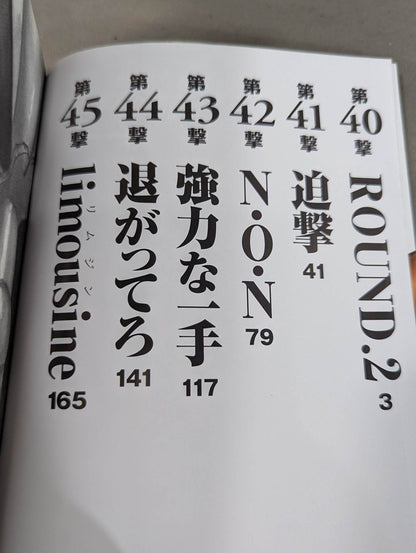 第40撃
ROUND.2
3
第41撃
迫撃
41
第42撃
N・O・N
79
第43撃
強力な一手
117
第44撃
退がってろ
141
第45撃
limousine
リムジン
165